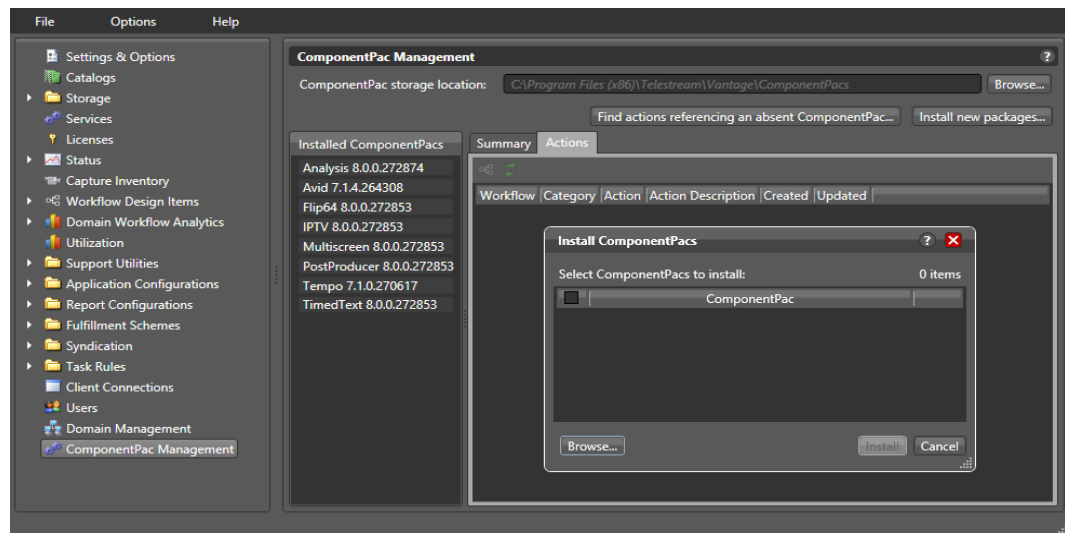 File Options Help
Settings & Options
Catalogs
Storage
Services
Licenses
Status
Capture Inventory
Workflow Design Items
Domain Workflow Analytics
Utilization
Support Utilities
Application Configurations
Report Configurations
Fulfillment Schemes
Syndication
Task Rules
Client Connections
Users
Domain Management
ComponentPac Management
ComponentPac Management ?
ComponentPac storage location: C:\Program Files (x86)\Telestream\Vantage\ComponentPacs Browse...
Find actions referencing an absent ComponentPac... Install new packages...
Installed ComponentPacs
Analysis 8.0.0.272874
Avid 7.1.4.264308
Flip64 8.0.0.272853
IPTV 8.0.0.272853
Multiscreen 8.0.0.272853
PostProducer 8.0.0.272853
Tempo 7.1.0.270617
TimedText 8.0.0.272853
Summary Actions
Workflow Category Action Action Description Created Updated
Install ComponentPacs ?
Select ComponentPacs to install: 0 items
ComponentPac
Browse... Install Cancel